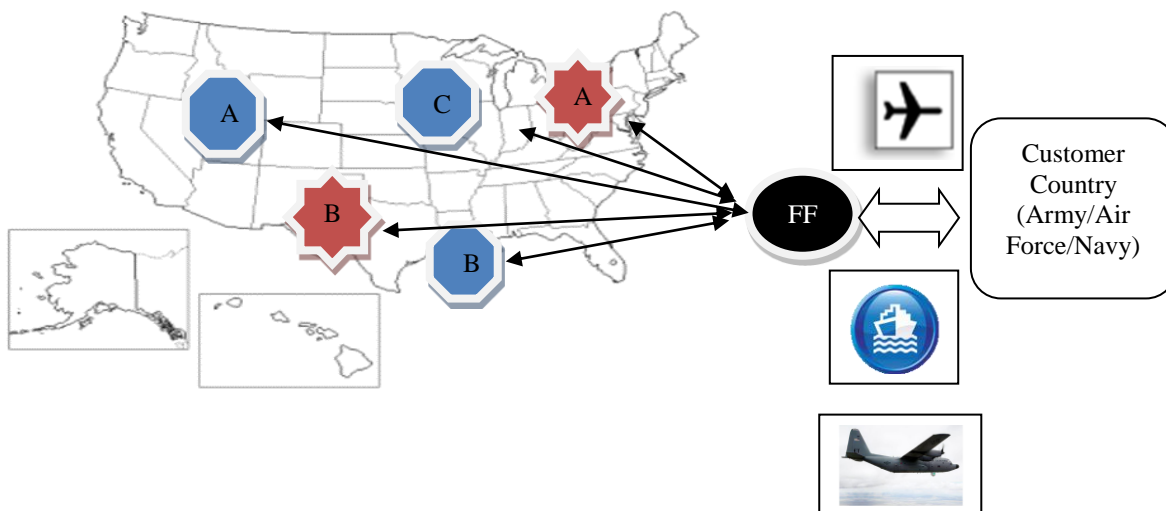 A
C
A
B
B
FF
Customer
Country
(Army/Air
Force/Navy)